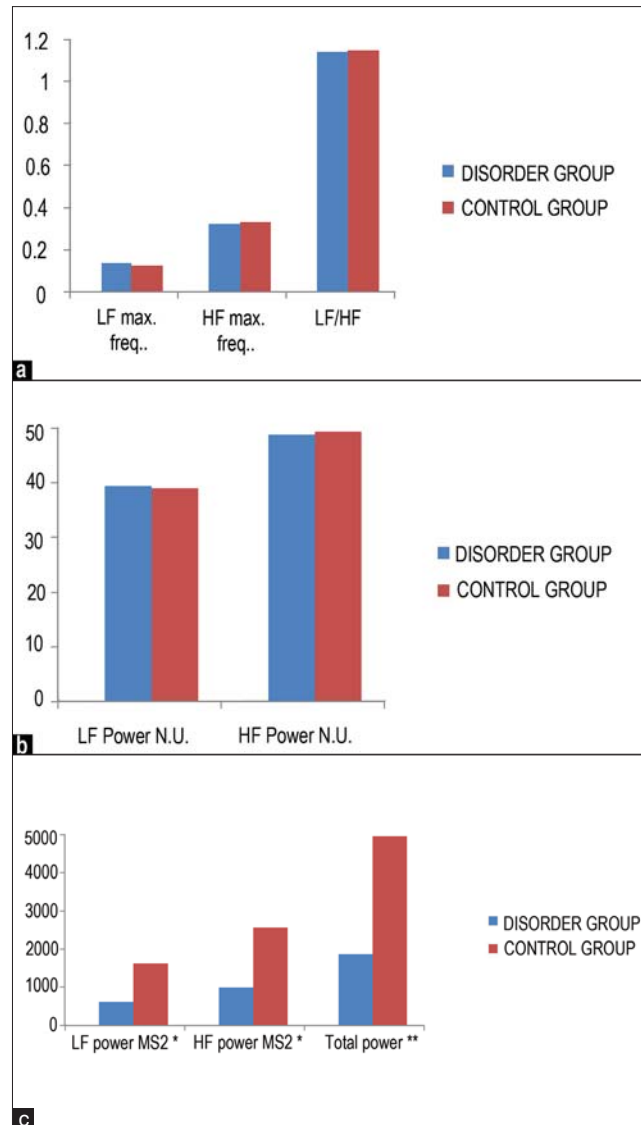 1.2
1
0.8
0.6
0.4
0.2
0
LF max.
freq..
HF max.
freq..
LF/HF
DISORDER GROUP
CONTROL GROUP
a
50
40
30
20
10
0
LF Power N.U.
HF Power N.U.
DISORDER GROUP
CONTROL GROUP
b
5000
4000
3000
2000
1000
0
LF power MS2 *
HF power MS2 *
Total power **
DISORDER GROUP
CONTROL GROUP
c